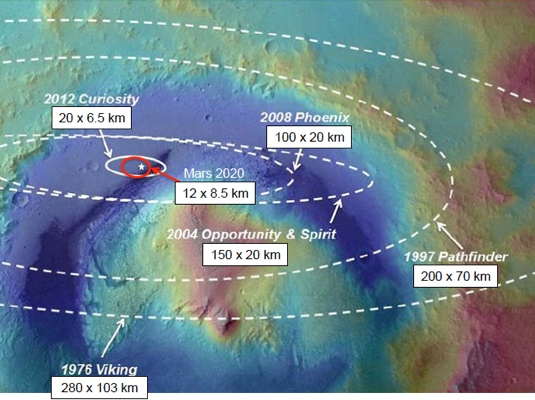 2012 Curiosity
20 x 6.5 km
2008 Phoenix
100 x 20 km
Mars 2020
12 x 8.5 km
2004 Opportunity & Spirit
150 x 20 km
1997 Pathfinder
200 x 70 km
1976 Viking
280 x 103 km